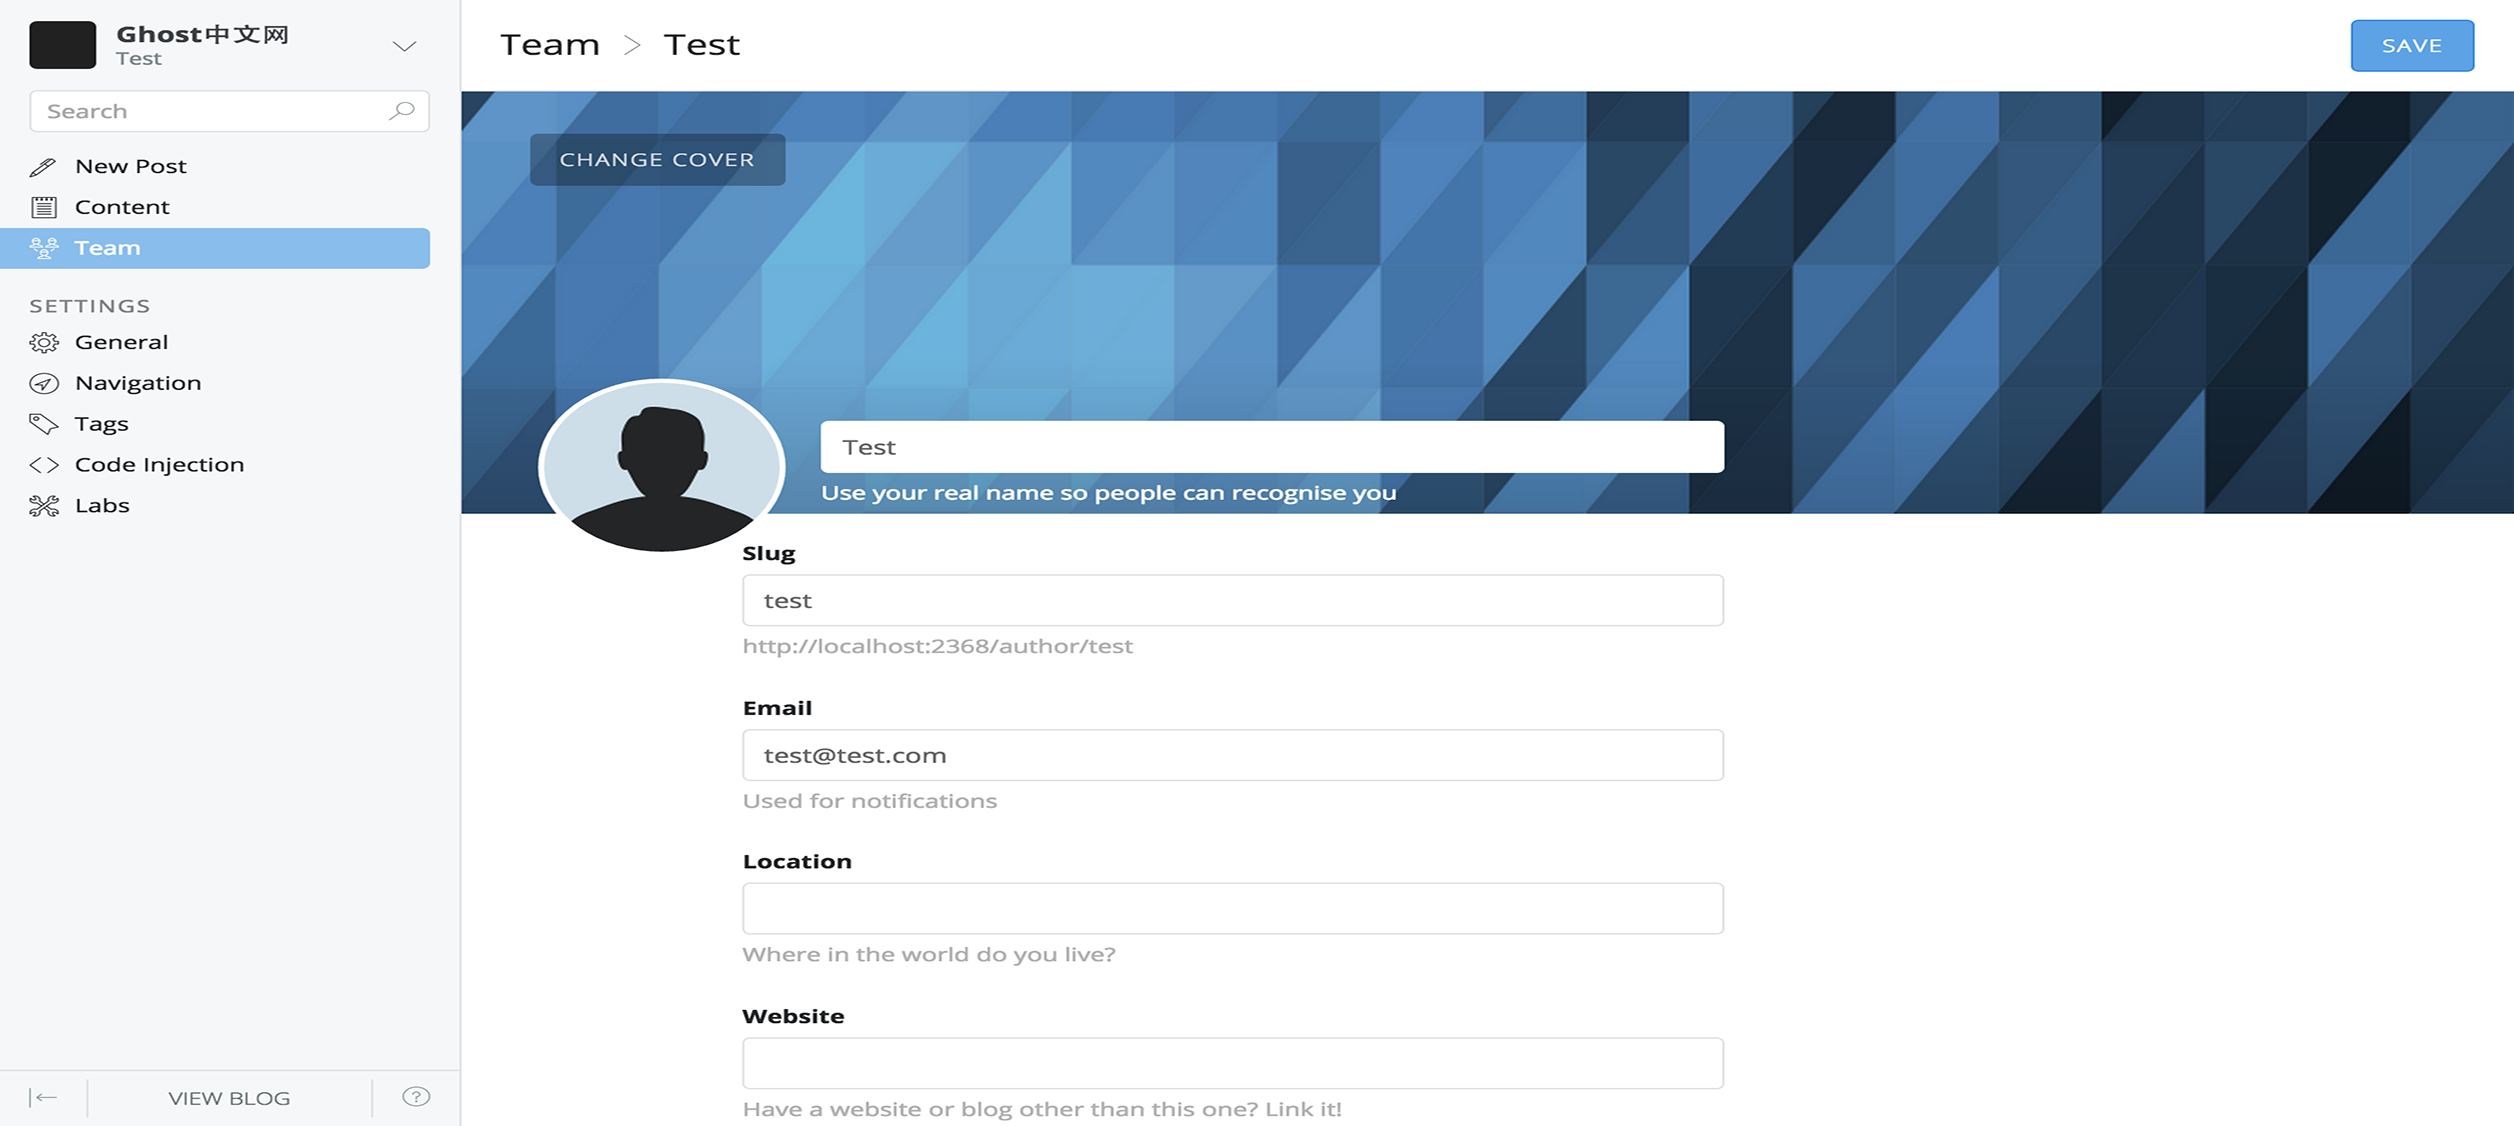 Ghost中文网
Test
Search
New Post
Content
Team
SETTINGS
General
Navigation
Tags
Code Injection
Labs
VIEW BLOG
?
Team > Test
SAVE
CHANGE COVER
Test
Use your real name so people can recognise you
Slug
test
http://localhost:2368/author/test
Email
test@test.com
Used for notifications
Location
Where in the world do you live?
Website
Have a website or blog other than this one? Link it!